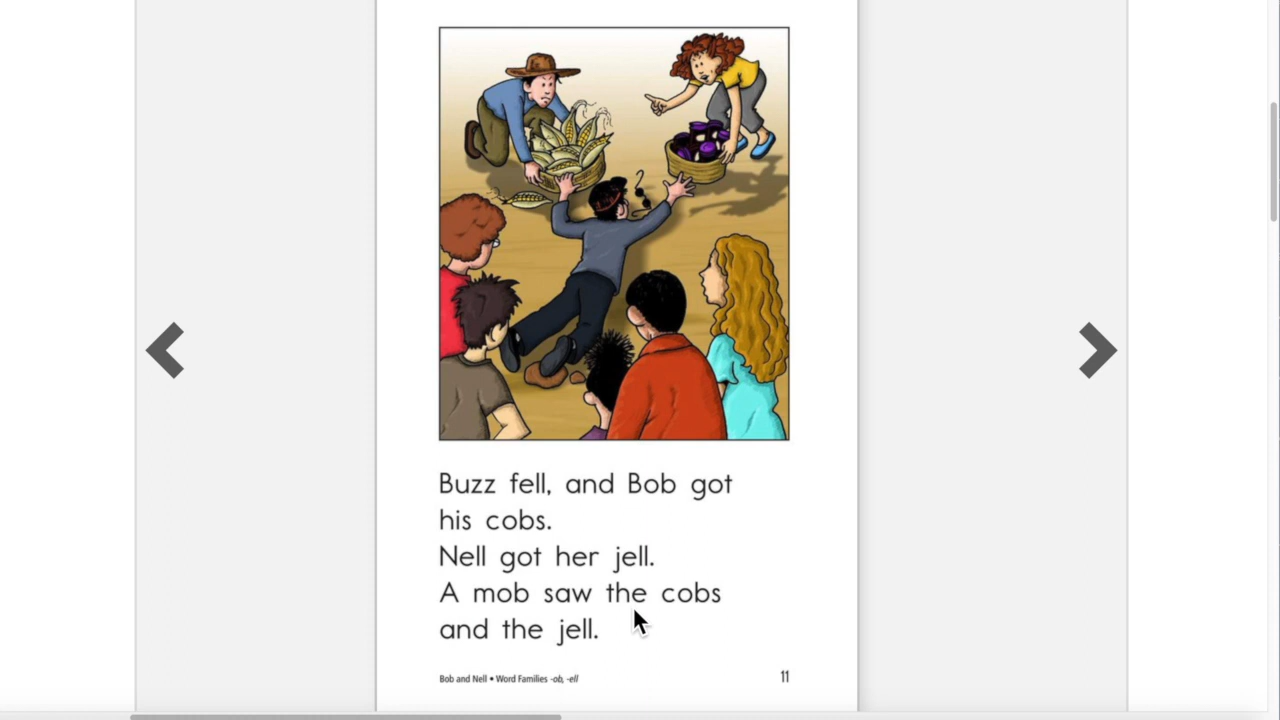 Buzz fell, and Bob got
his cobs.
Nell got her jell.
A mob saw the cobs
and the jell.
Bob and Nell • Word Families -ob, -ell 11